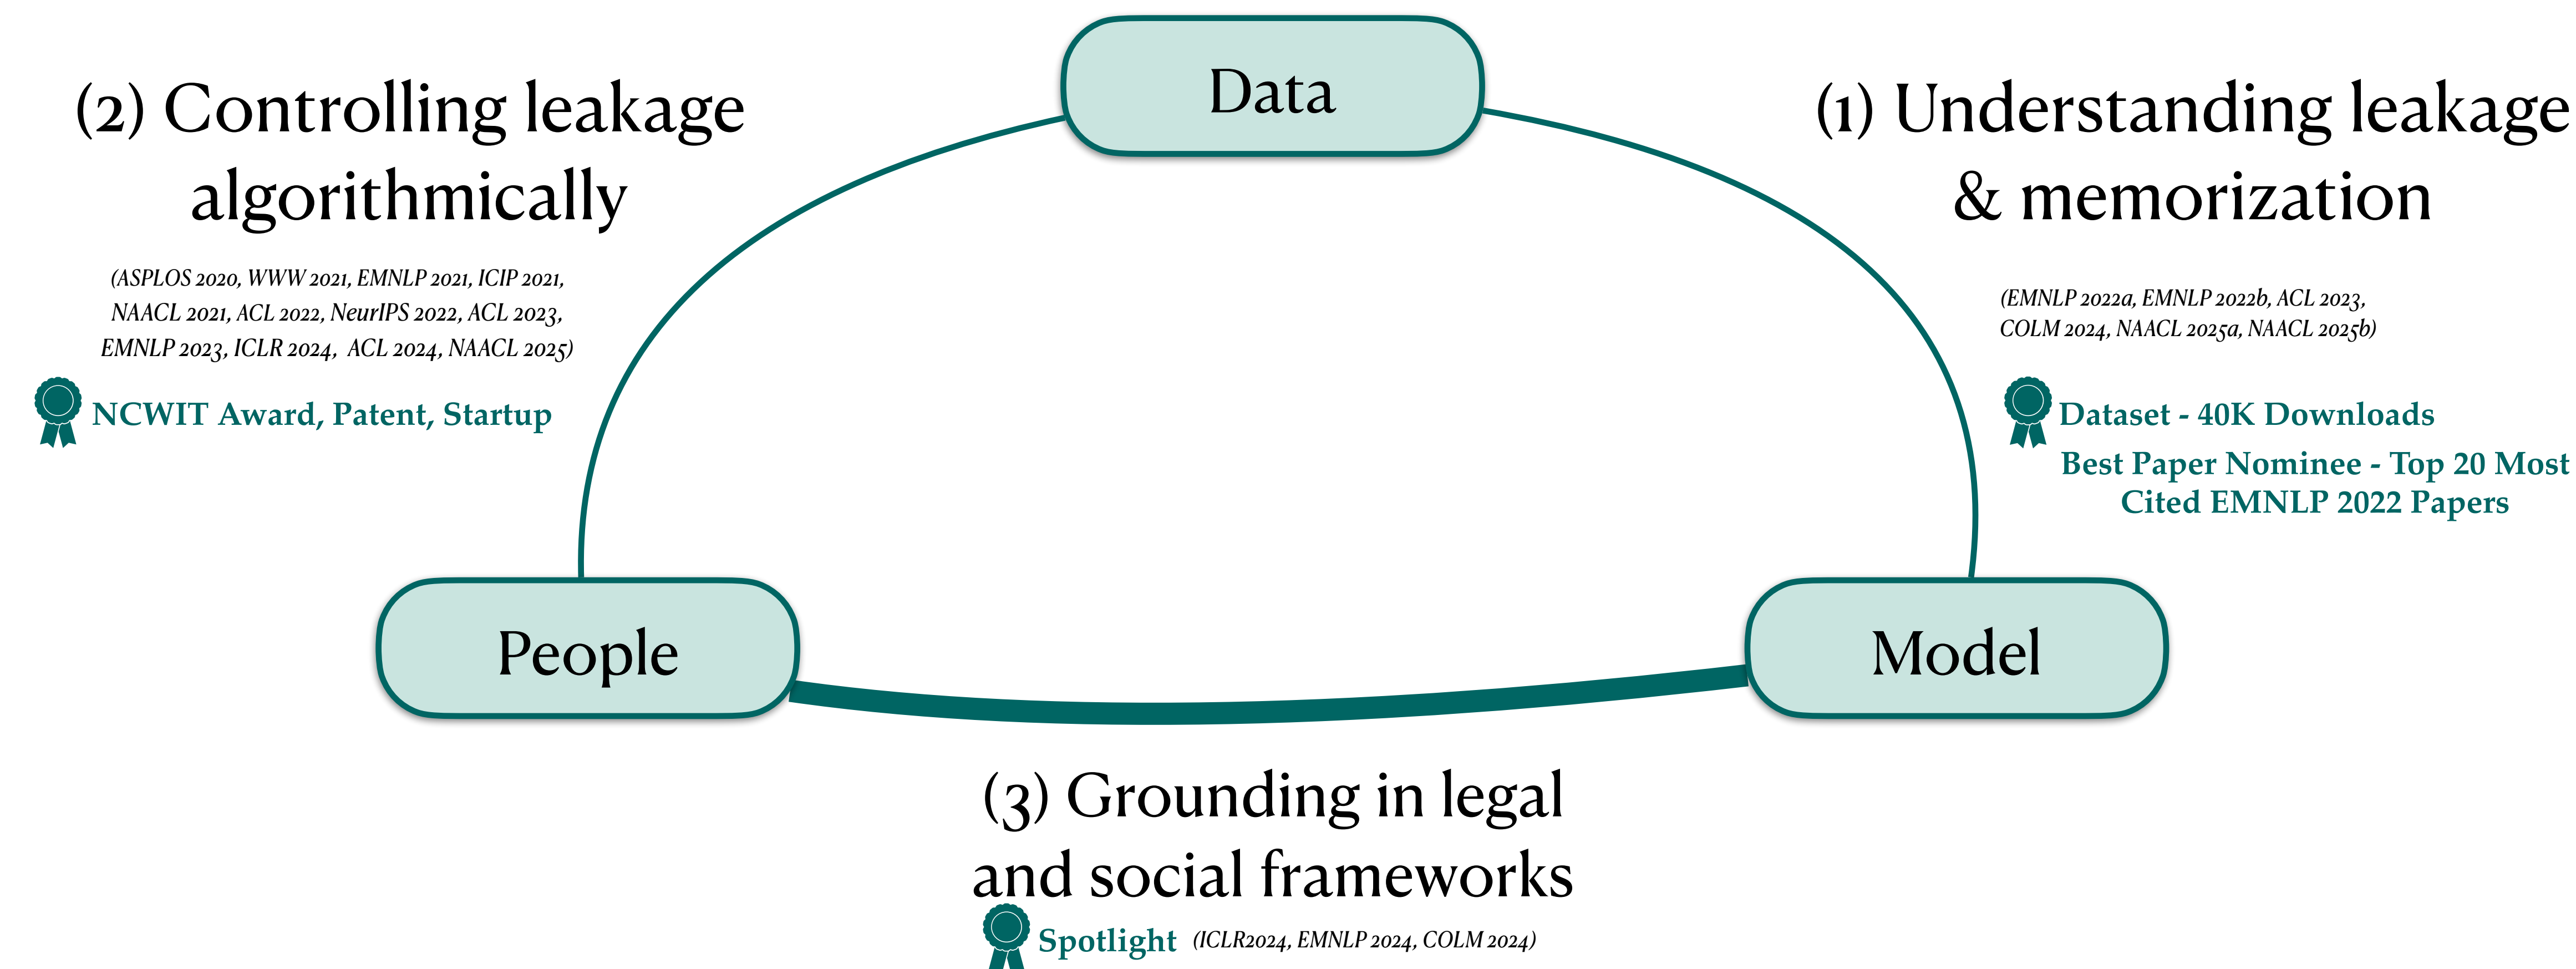 Data
(2) Controlling leakage
algorithmically
(ASPLOS 2020, WWW 2021, EMNLP 2021, ICIP 2021,
NAACL 2021, ACL 2022, NeurIPS 2022, ACL 2023,
EMNLP 2023, ICLR 2024, ACL 2024, NAACL 2025)
NCWIT Award, Patent, Startup
(1) Understanding leakage
& memorization
(EMNLP 2022a, EMNLP 2022b, ACL 2023,
COLM 2024, NAACL 2025a, NAACL 2025b)
Dataset - 40K Downloads
Best Paper Nominee - Top 20 Most
Cited EMNLP 2022 Papers
People
Model
(3) Grounding in legal
and social frameworks
Spotlight (ICLR2024, EMNLP 2024, COLM 2024)